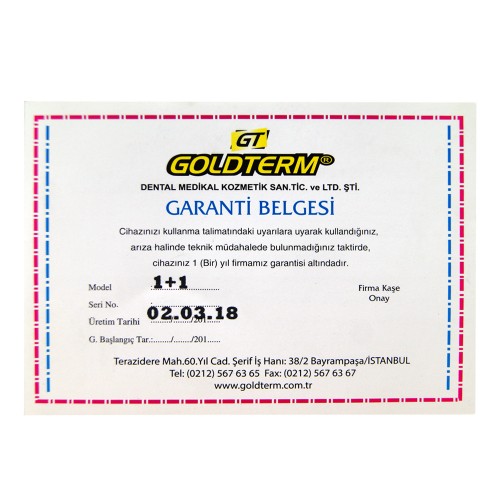 GT
GOLDTERM®
DENTAL MEDİKAL KOZMETİK SAN.TİC. ve LTD. ŞTİ.
GARANTİ BELGESİ
Cihazınızı kullanma talimatındaki uyarılara uyarak kullandığınız,
arıza halinde teknik müdahalede bulunmadığınız taktirde,
cihazınız 1 (Bir) yıl firmamız garantisi altındadır.
Model : 1+1 Firma Kaşe
Seri No. : Onay
Üretim Tarihi : 02.03.18
G. Başlangıç Tar.:......../......../201.....
Terazidere Mah.60.Yıl Cad. Şerif İş Hanı: 38/2 Bayrampaşa/İSTANBUL
Tel: (0212) 567 63 65 Fax: (0212) 567 63 67
www.goldterm.com.tr